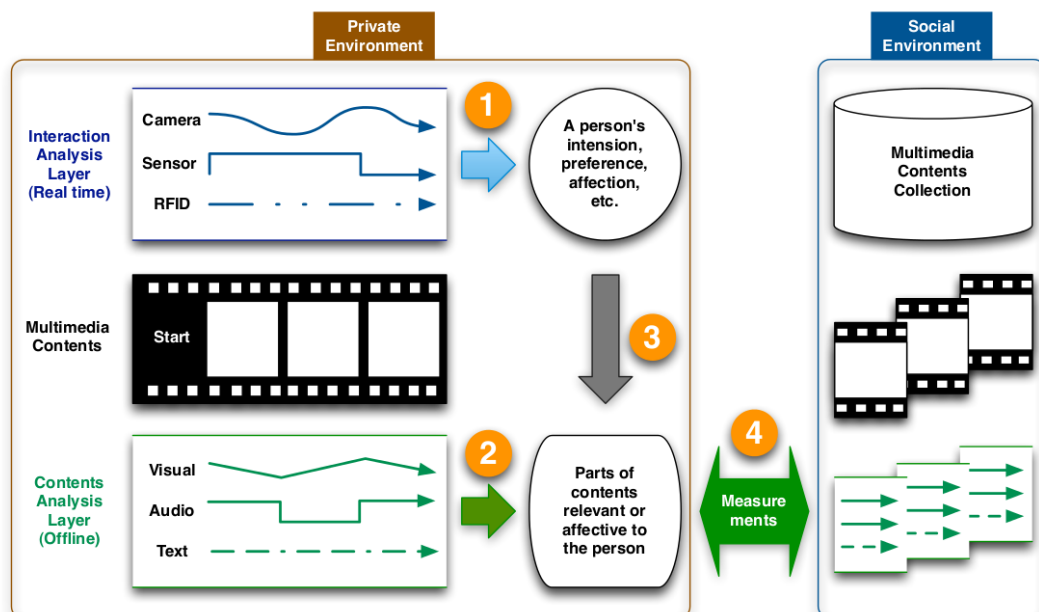 Private
Environment
Social
Environment
Interaction
Analysis
Layer
(Real time)
Camera
Sensor
RFID
1
A person's
intension,
preference,
affection,
etc.
Multimedia
Contents
Collection
Multimedia
Contents
Start
3
Contents
Analysis
Layer
(Offline)
Visual
Audio
Text
2
Parts of
contents
relevant or
affective to
the person
4
Measure
ments